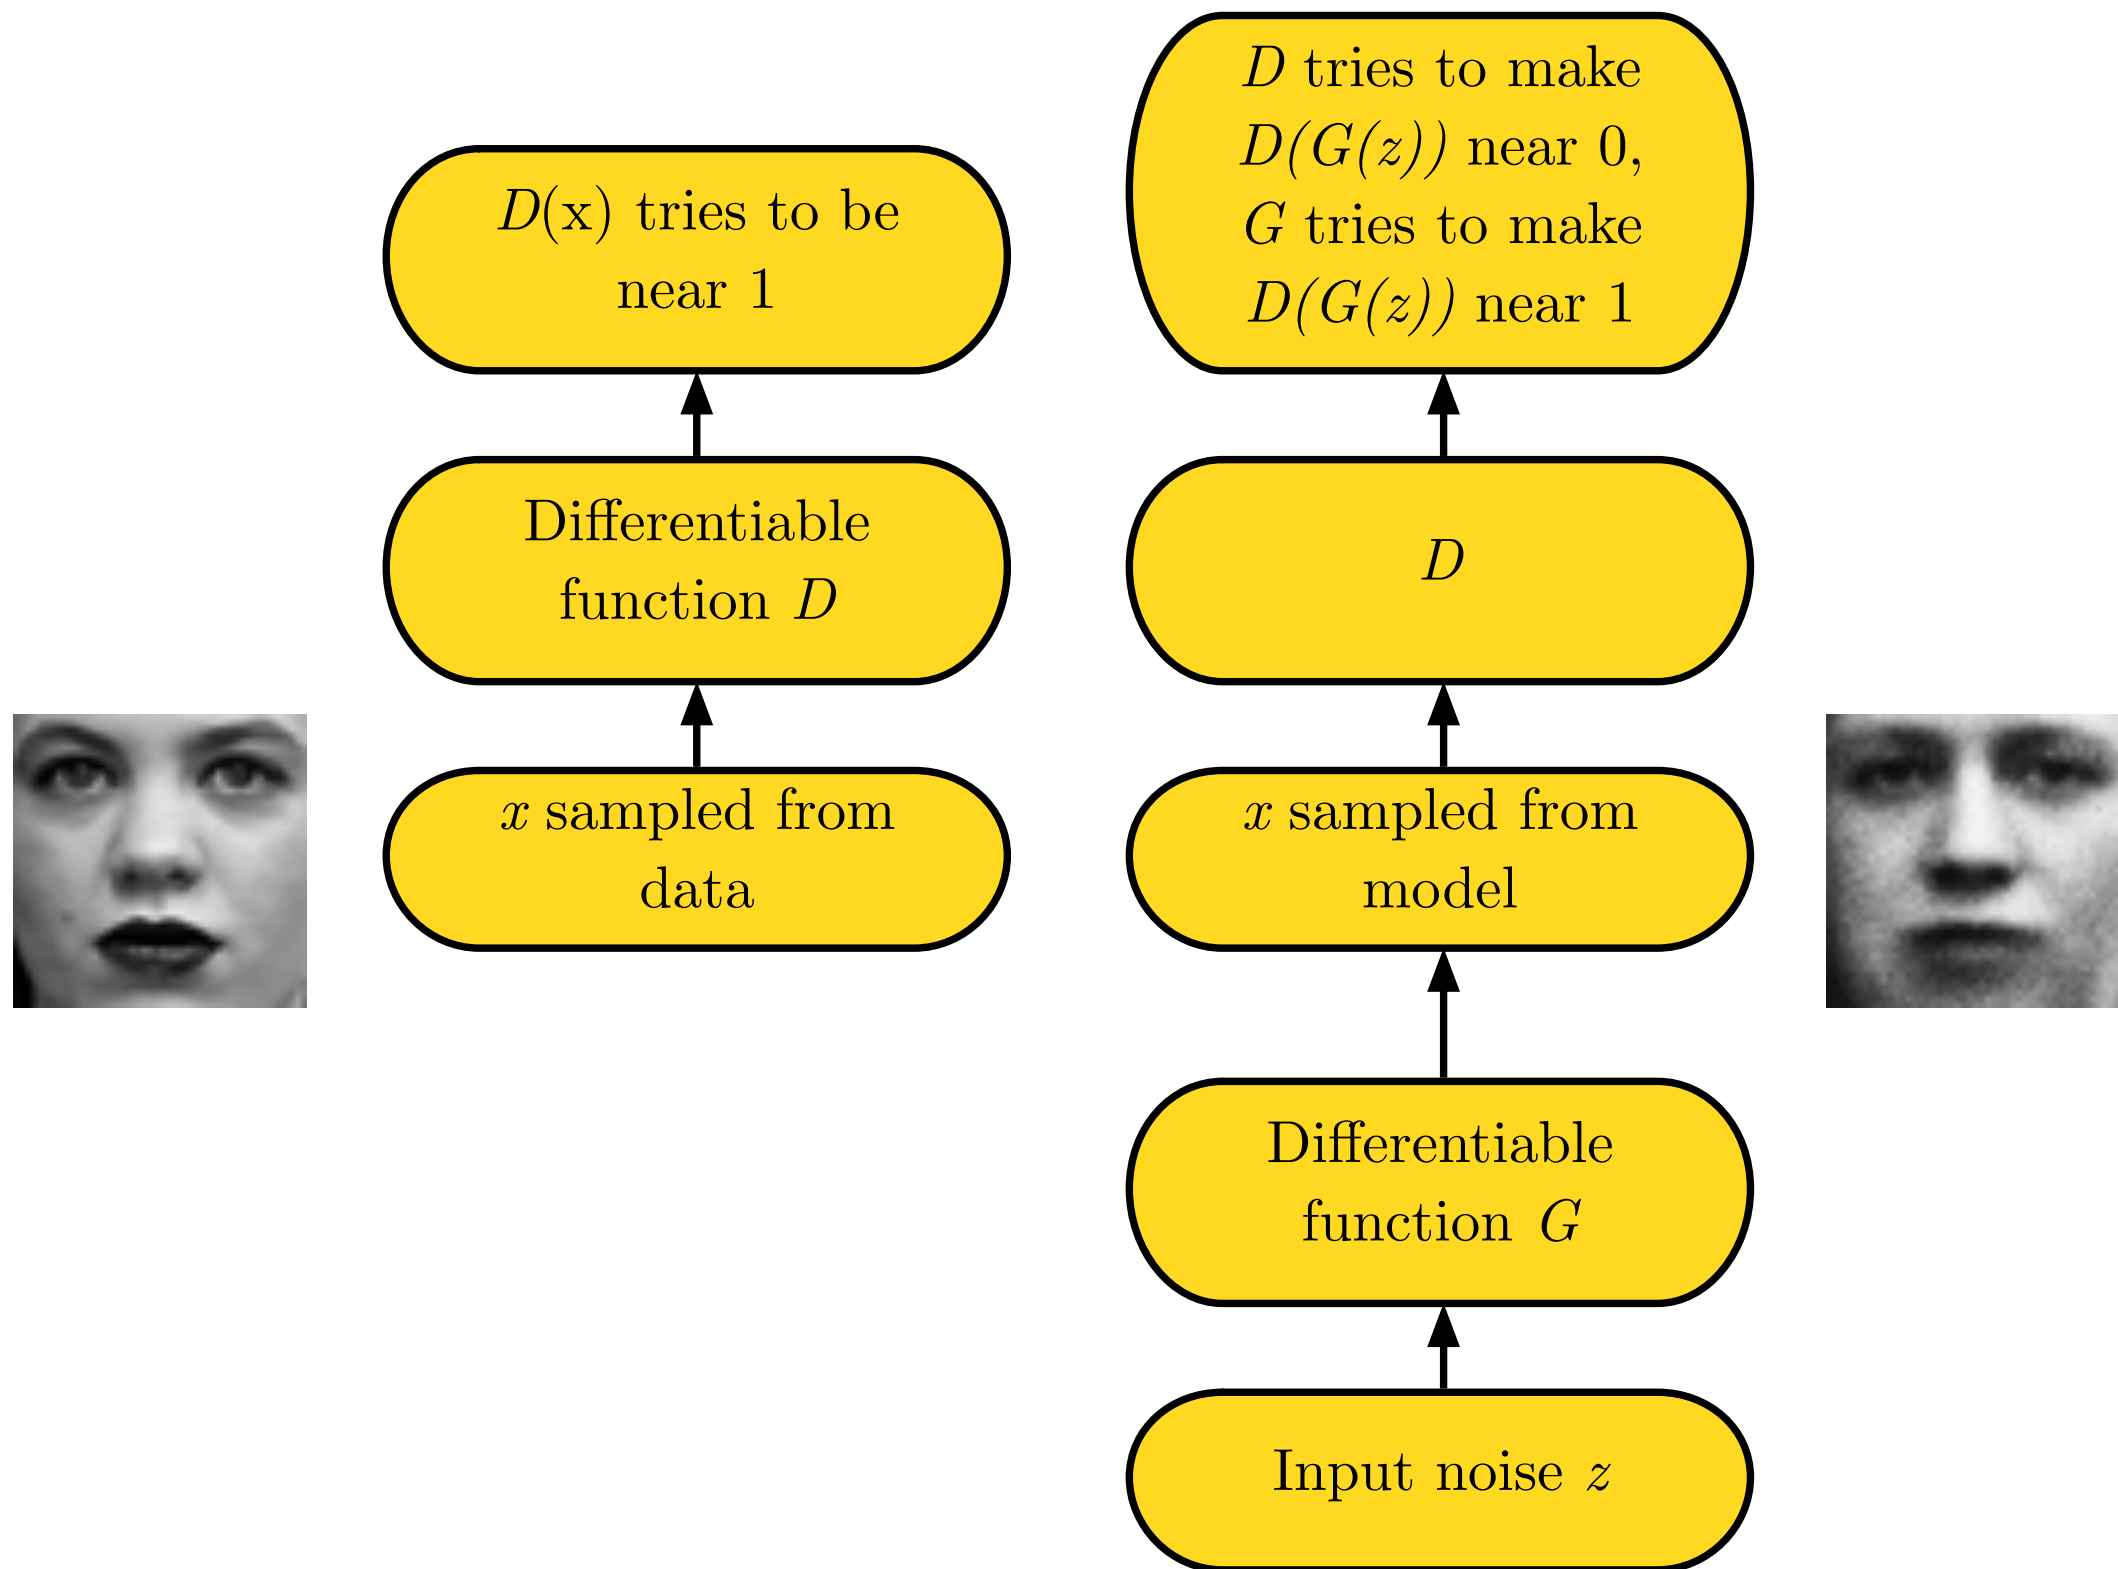 D(x) tries to be
near 1
Differentiable
function D
x sampled from
data
D tries to make
D(G(z)) near 0,
G tries to make
D(G(z)) near 1
D
x sampled from
model
Differentiable
function G
Input noise z